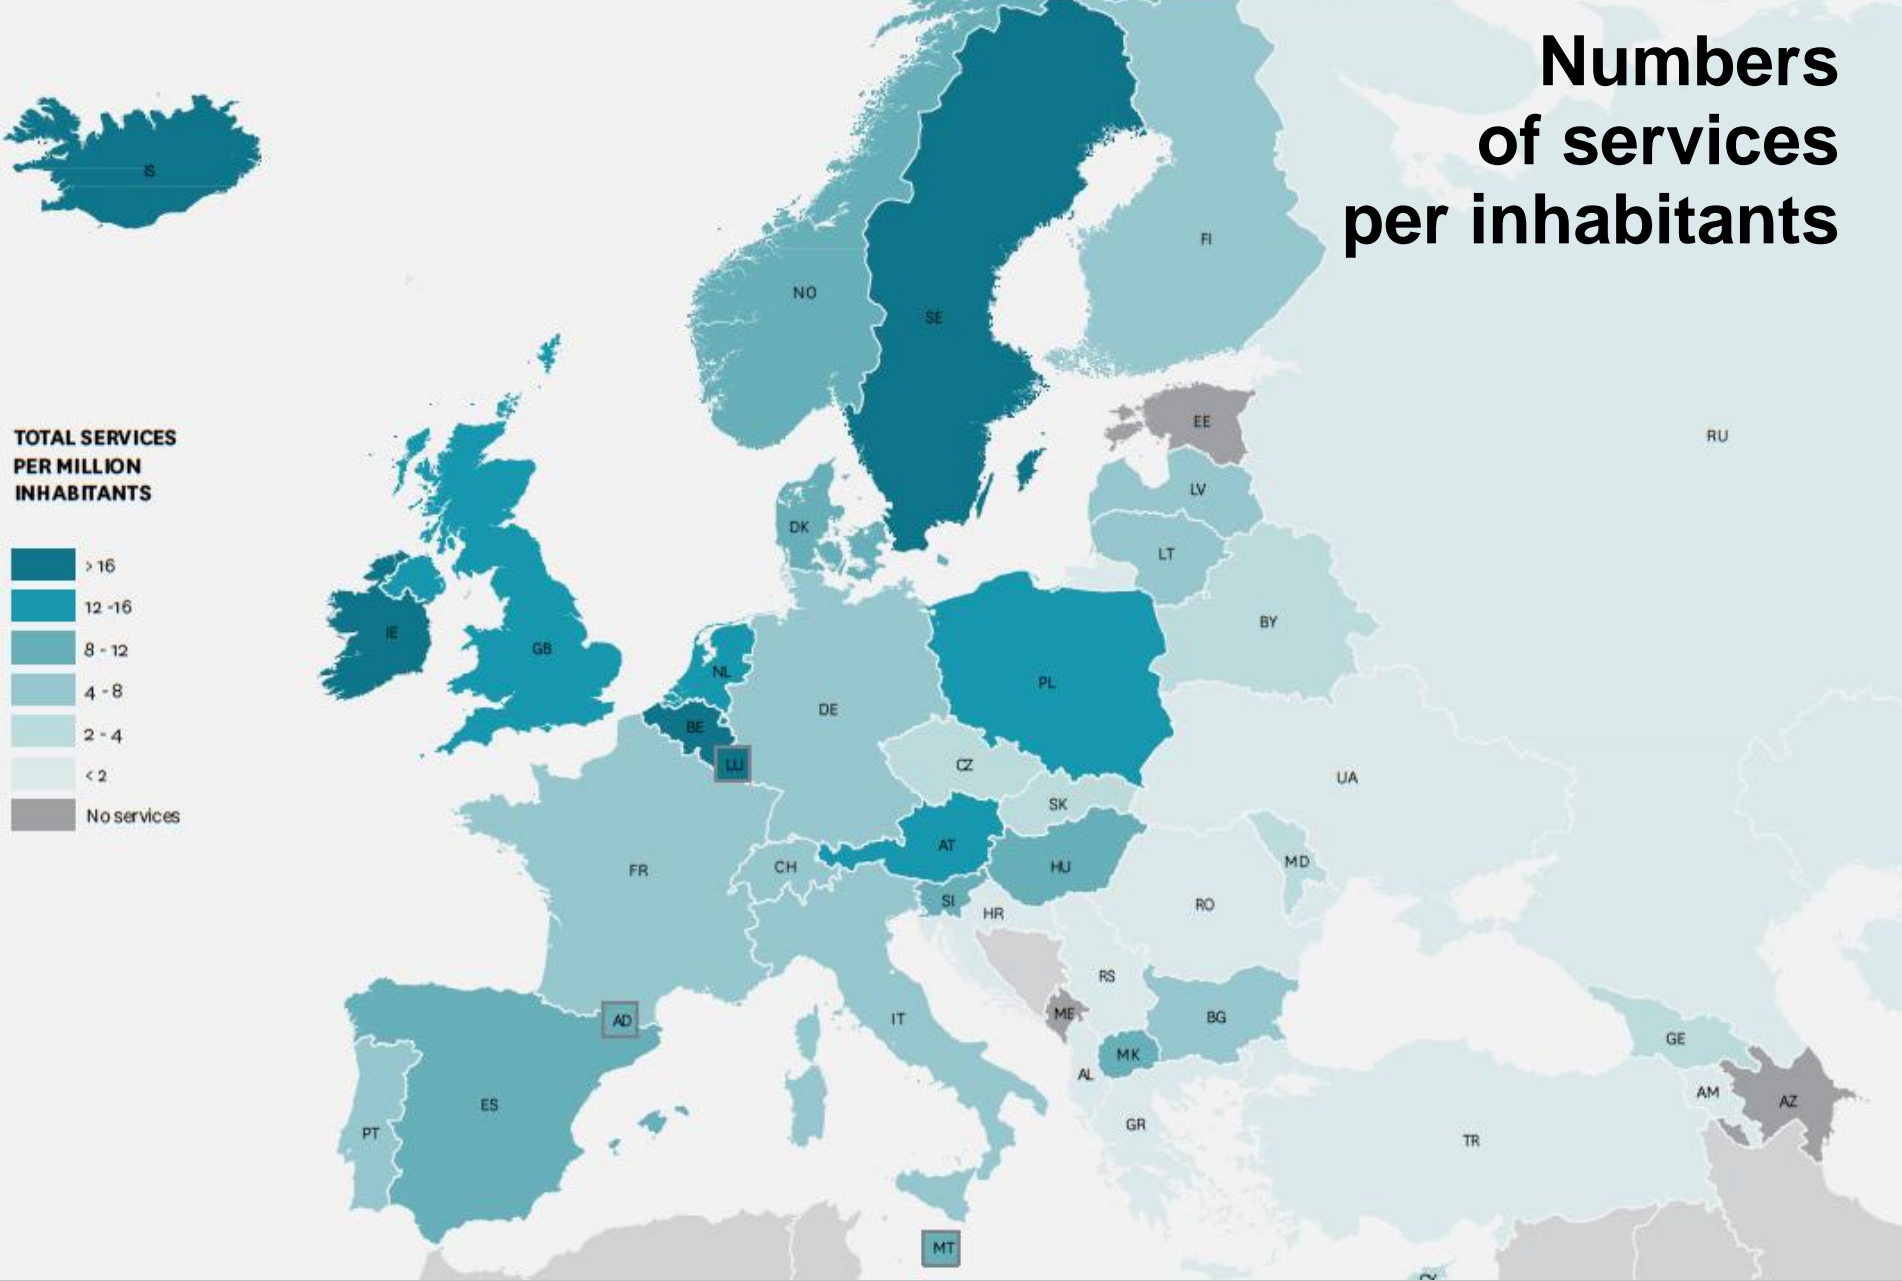 Numbers
of services
per inhabitants
TOTAL SERVICES
PER MILLION
INHABITANTS
> 16
12 -16
8 - 12
4 - 8
2 - 4
< 2
No services
IS
NO
SE
FI
EE
RU
LV
LT
DK
BY
IE
GB
NL
PL
BE
DE
LU
CZ
UA
SK
AT
HU
MD
FR
CH
SI
HR
RO
RS
AD
IT
ME
BG
MK
GE
AL
AM
AZ
ES
PT
GR
TR
MT